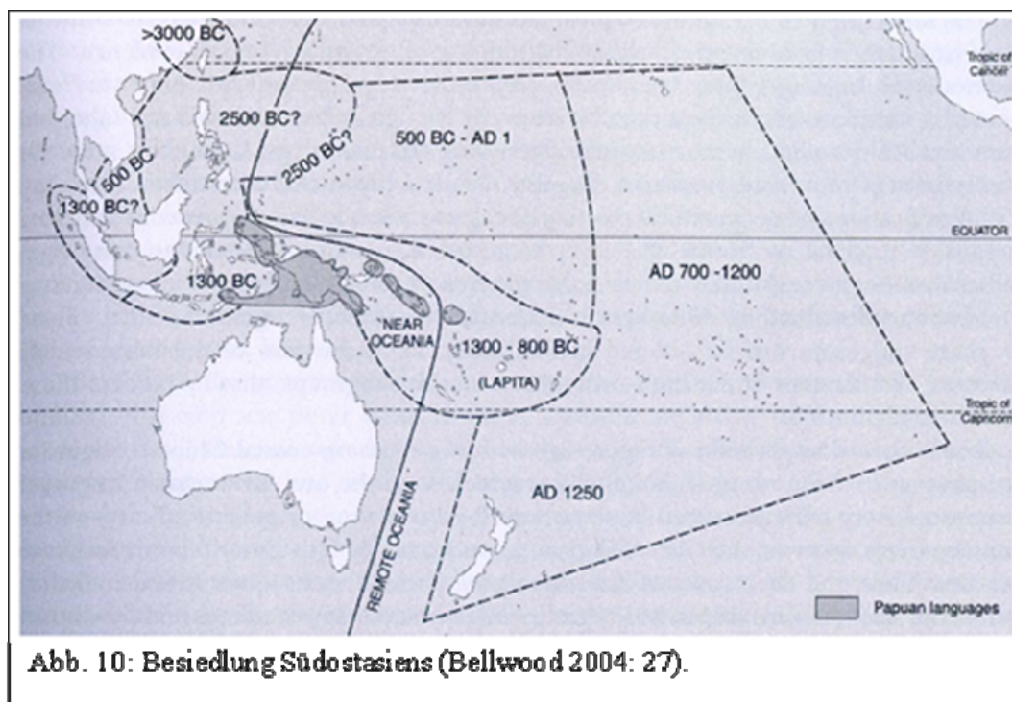 >3000 BC
Tropic of
Cancer
2500 BC?
2500 BC?
500 BC - AD 1
500 BC
1300 BC?
EQUATOR
AD 700 -1200
1300 BC
NEAR
OCEANIA
1300 - 800 BC
(LAPITA)
Tropic of
Capricorn
AD 1250
REMOTE OCEANIA
Papuan languages
Abb. 10: Besiedlung Südostasiens (Bellwood 2004: 27).